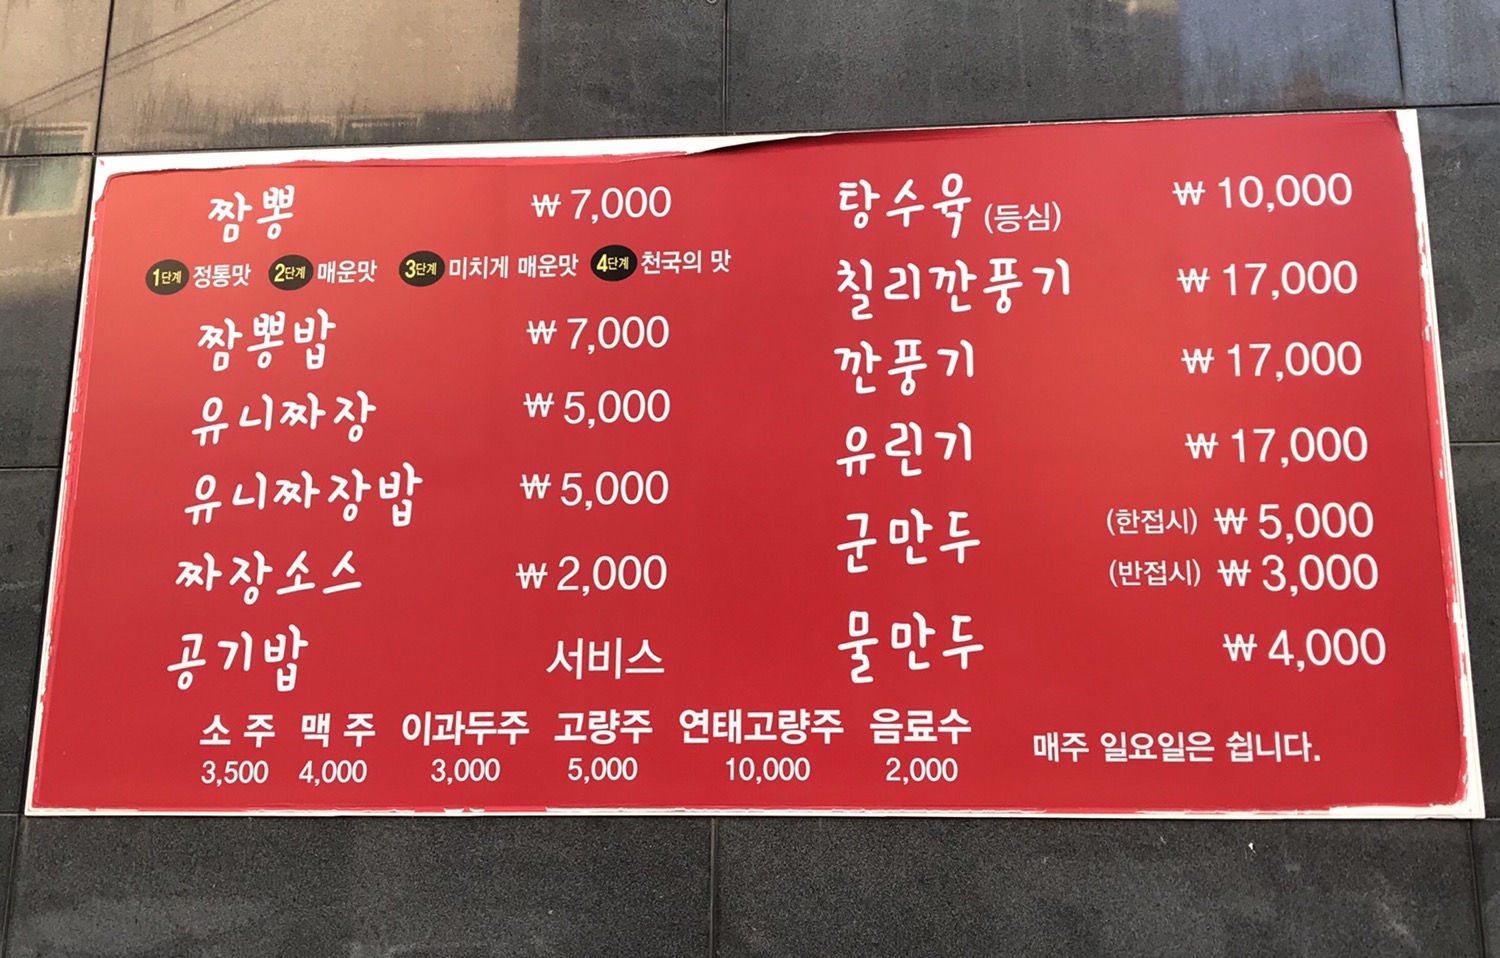 짬뽕 ₩ 7,000
1단계 정통맛 2단계 매운맛 3단계 미치게 매운맛 4단계 천국의 맛
짬뽕밥 ₩ 7,000
유니짜장 ₩ 5,000
유니짜장밥 ₩ 5,000
짜장소스 ₩ 2,000
공기밥 서비스
탕수육 (등심) ₩ 10,000
칠리깐풍기 ₩ 17,000
깐풍기 ₩ 17,000
유린기 ₩ 17,000
군만두 (한접시) ₩ 5,000
(반접시) ₩ 3,000
물만두 ₩ 4,000
소 주 맥 주 이과두주 고량주 연태고량주 음료수
3,500 4,000 3,000 5,000 10,000 2,000
매주 일요일은 쉽니다.